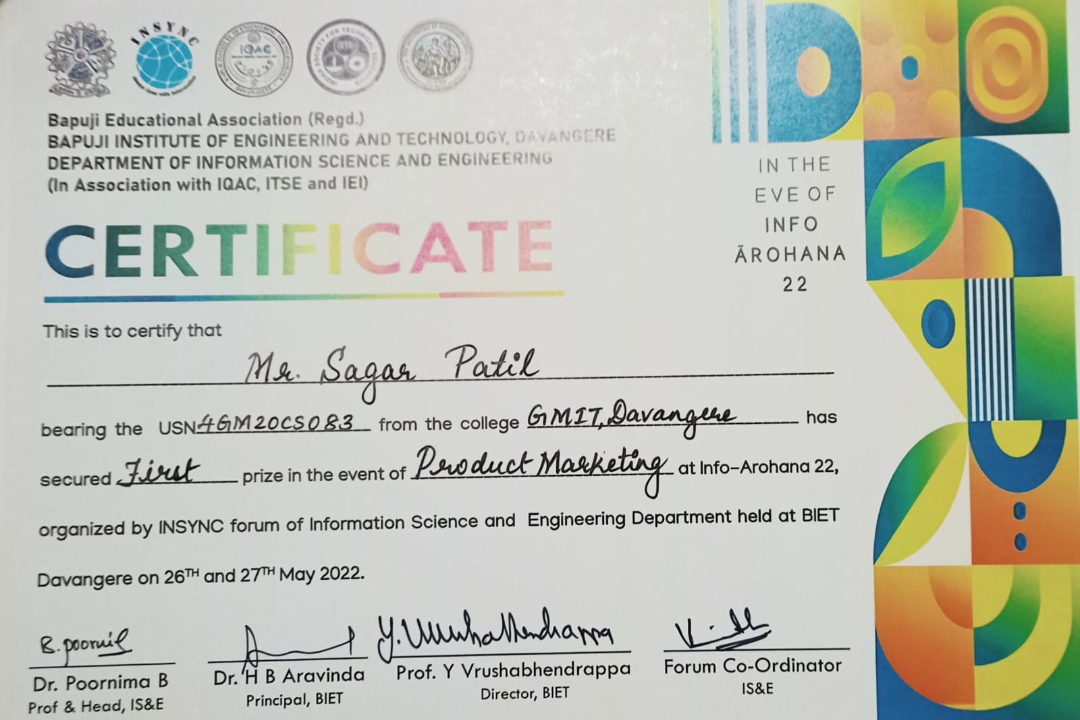 INSYNC
IQAC
Bapuji Educational Association (Regd.)
BAPUJI INSTITUTE OF ENGINEERING AND TECHNOLOGY, DAVANGERE
DEPARTMENT OF INFORMATION SCIENCE AND ENGINEERING
(In Association with IQAC, ITSE and IEI)
IN THE
EVE OF
INFO
ĀROHANA
22
CERTIFICATE
This is to certify that
Mr. Sagar Patil
bearing the USN 4GM20CS083 from the college GMIT, Davangere has
secured First prize in the event of Product Marketing at Info-Arohana 22,
organized by INSYNC forum of Information Science and Engineering Department held at BIET
Davangere on 26TH and 27TH May 2022.
B. Poornia
Y. Vrushabhendrappa
Dr. Poornima B
Prof & Head, IS&E
Dr. H B Aravinda
Principal, BIET
Prof. Y Vrushabhendrappa
Director, BIET
Forum Co-Ordinator
IS&E